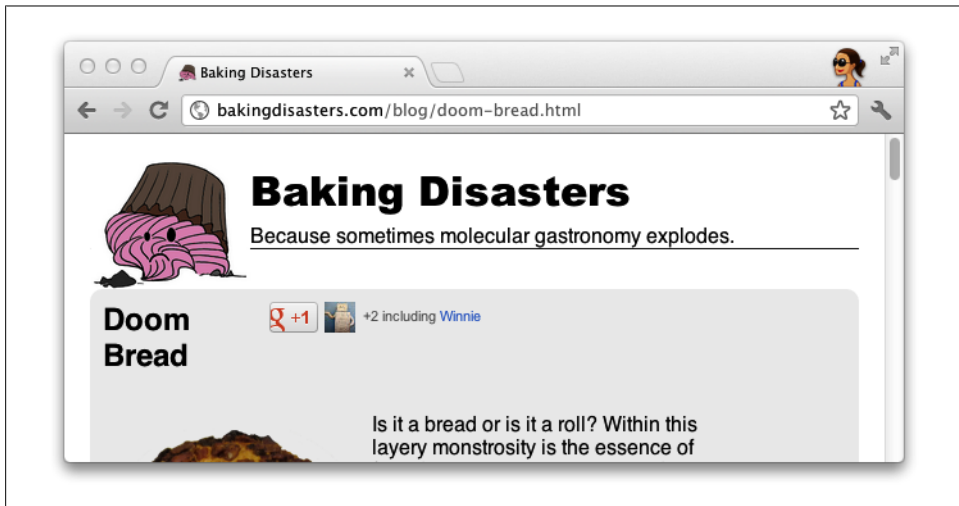 Baking Disasters
bakingdisasters.com/blog/doom-bread.html
Baking Disasters
Because sometimes molecular gastronomy explodes.
Doom
Bread
g +1
+2 including Winnie
Is it a bread or is it a roll? Within this
layery monstrosity is the essence of